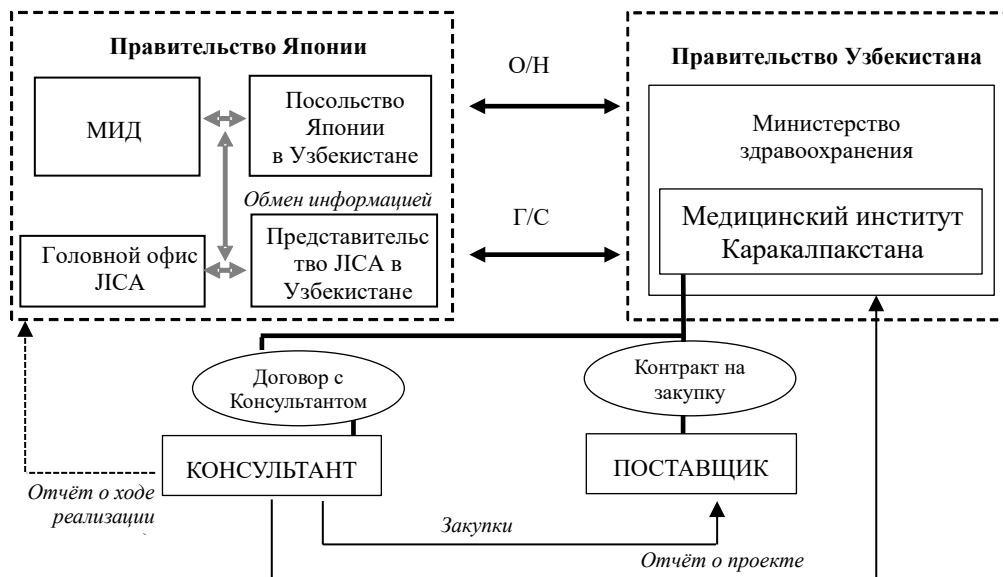 Правительство Японии
О/Н
Правительство Узбекистана
МИД
Посольство
Японии
в Узбекистане
Министерство
здравоохранения
Обмен информацией
Г/С
Медицинский институт
Каракалпакстана
Головной офис
JICA
Представительс
тво JICA в
Узбекистане
Договор с
Консультантом
Контракт на
закупку
КОНСУЛЬТАНТ
ПОСТАВЩИК
Отчёт о ходе
реализации
Закупки
Отчёт о проекте